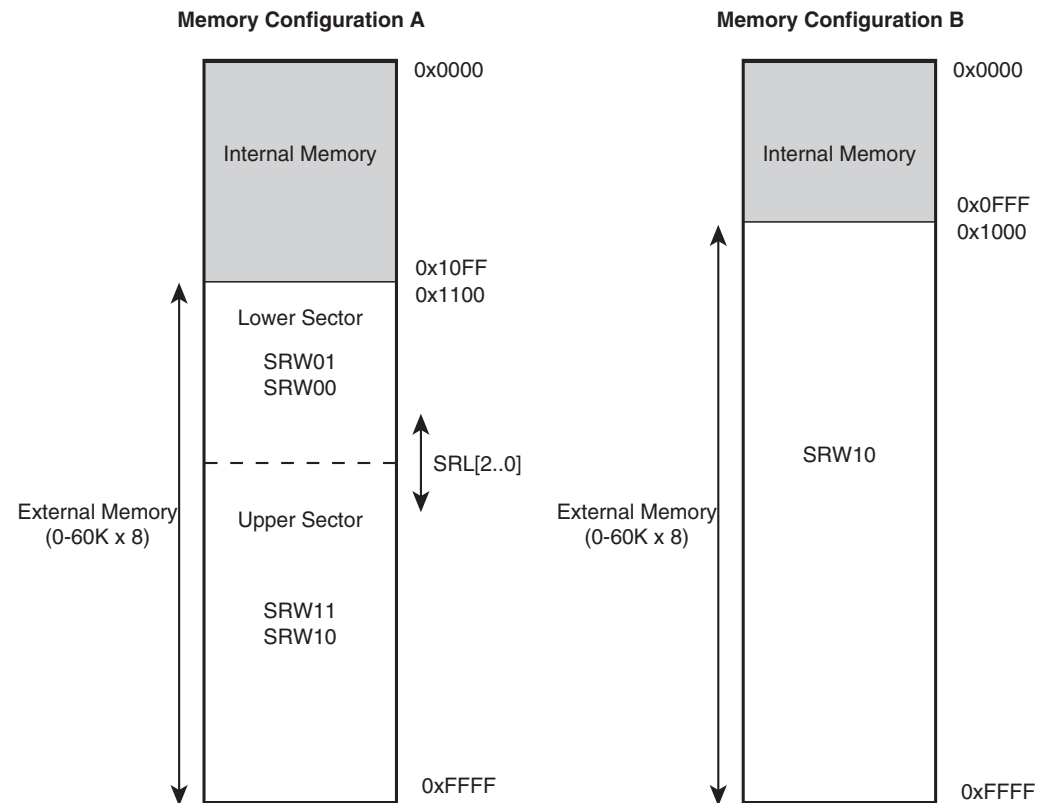 Memory Configuration A
0x0000
Internal Memory
0x10FF
0x1100
Lower Sector
SRW01
SRW00
SRL[2..0]
External Memory
(0-60K x 8)
Upper Sector
SRW11
SRW10
0xFFFF
Memory Configuration B
0x0000
Internal Memory
0x0FFF
0x1000
SRW10
External Memory
(0-60K x 8)
0xFFFF